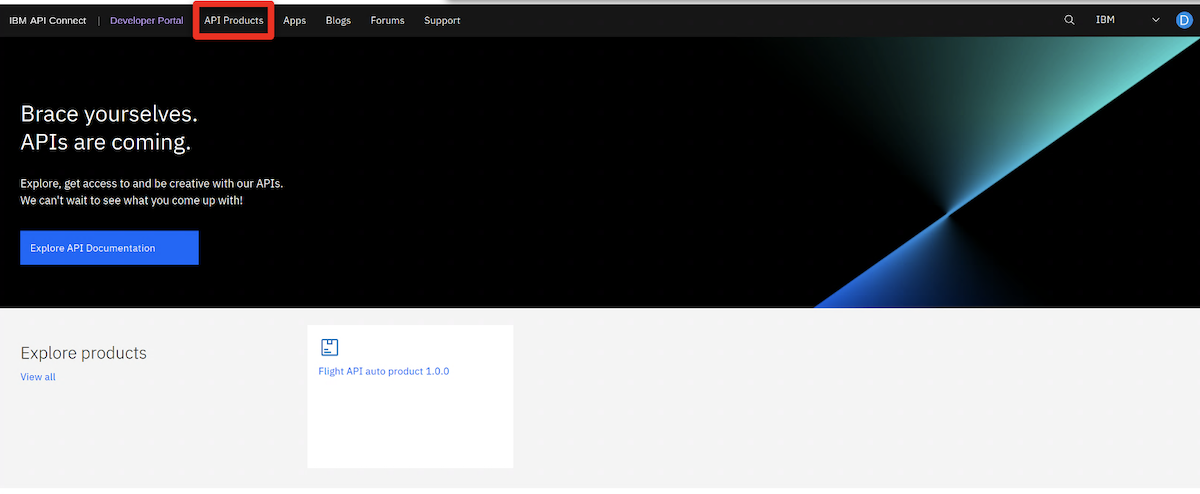 IBM API Connect | Developer Portal API Products Apps Blogs Forums Support IBM D
Brace yourselves.
APIs are coming.
Explore, get access to and be creative with our APIs.
We can't wait to see what you come up with!
Explore API Documentation
Explore products
View all
Flight API auto product 1.0.0